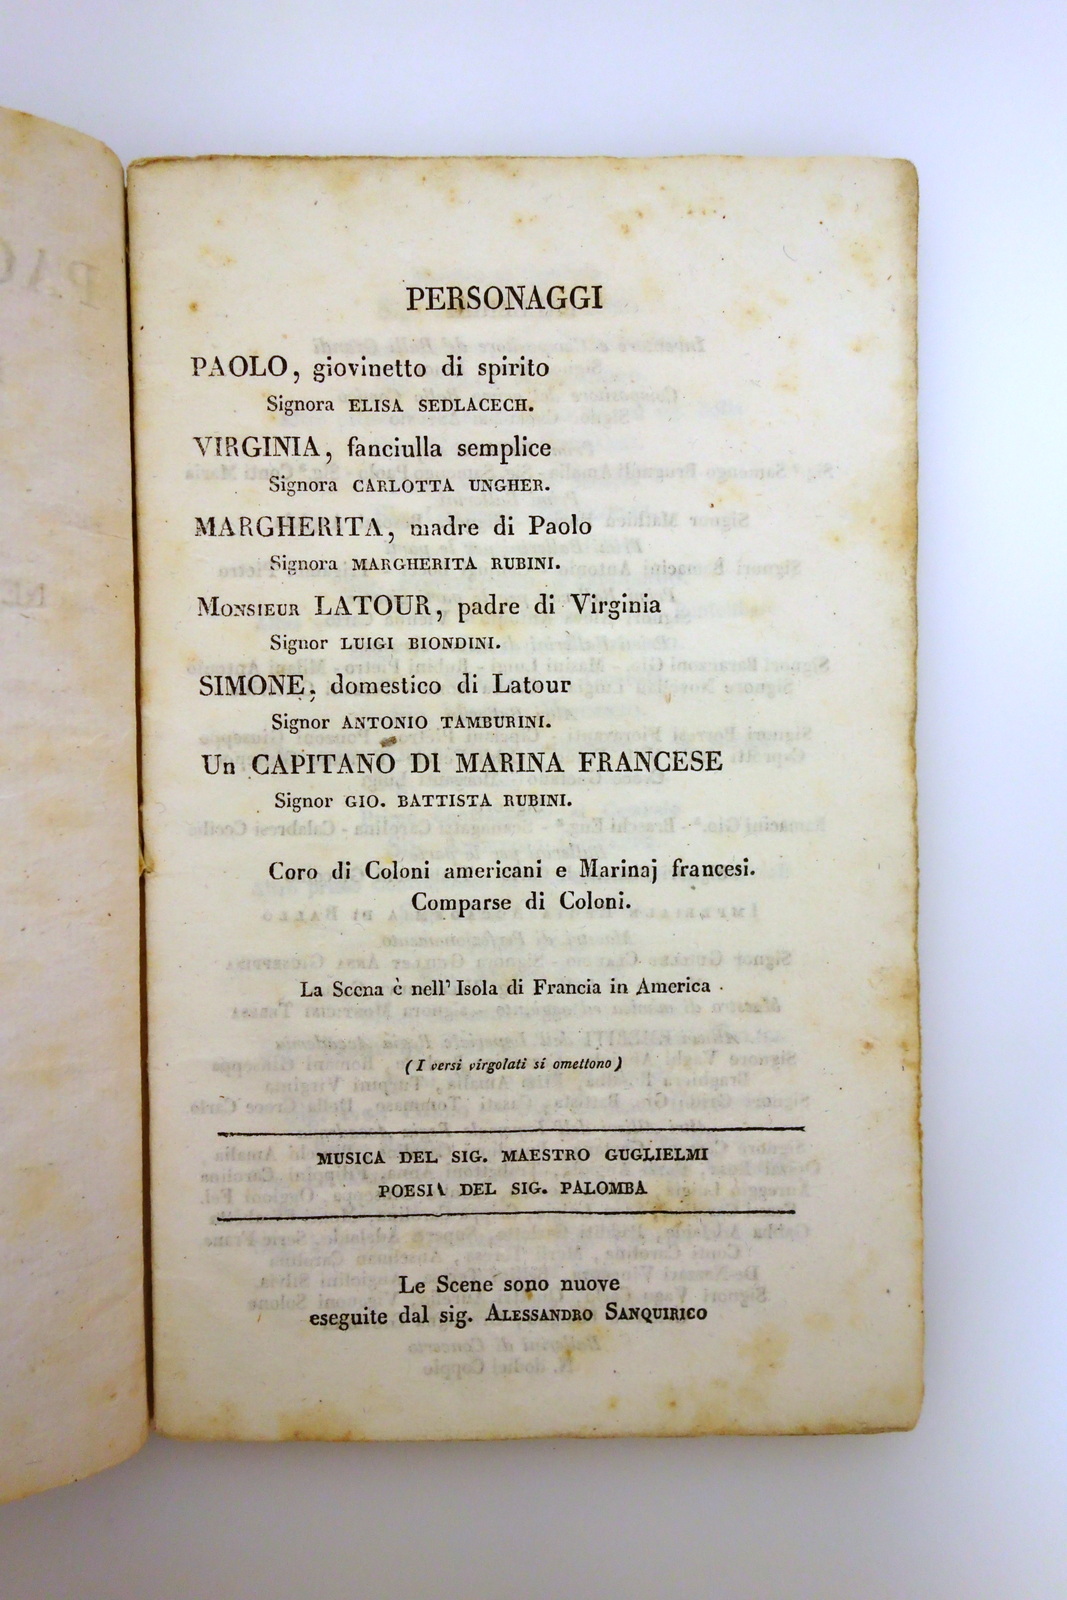 PERSONAGGI
PAOLO, giovinetto di spirito
Signora ELISA SEDLACECH.
VIRGINIA, fanciulla semplice
Signora CARLOTTA UNGHER.
MARGHERITA, madre di Paolo
Signora MARGHERITA RUBINI.
Monsieur LATOUR, padre di Virginia
Signor LUIGI BIONDINI.
SIMONE, domestico di Latour
Signor ANTONIO TAMBURINI.
Un CAPITANO DI MARINA FRANCESE
Signor GIO. BATTISTA RUBINI.
Coro di Coloni americani e Marinaj francesi.
Comparse di Coloni.
La Scena è nell' Isola di Francia in America.
(I versi virgolati si omettono)
MUSICA DEL SIG. MAESTRO GUGLIELMI
POESIA DEL SIG. PALOMBA
Le Scene sono nuove
eseguite dal sig. ALESSANDRO SANQUIRICO